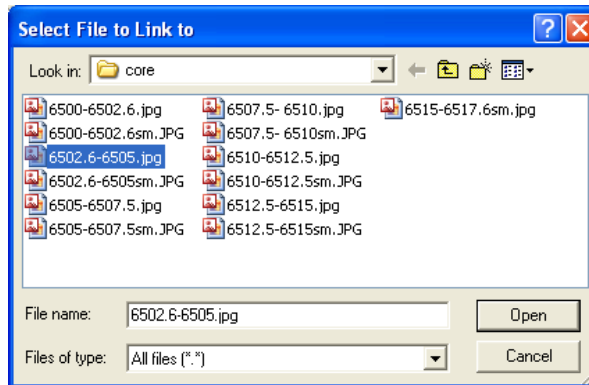 Select File to Link to
Look in: core
6500-6502.6.jpg
6500-6502.6sm.JPG
6502.6-6505.jpg
6502.6-6505sm.JPG
6505-6507.5.jpg
6505-6507.5sm.JPG
6507.5- 6510.jpg
6507.5- 6510sm.JPG
6510-6512.5.jpg
6510-6512.5sm.JPG
6512.5-6515.jpg
6512.5-6515sm.JPG
6515-6517.6sm.jpg
File name: 6502.6-6505.jpg
Open
Files of type: All files (*.*)
Cancel